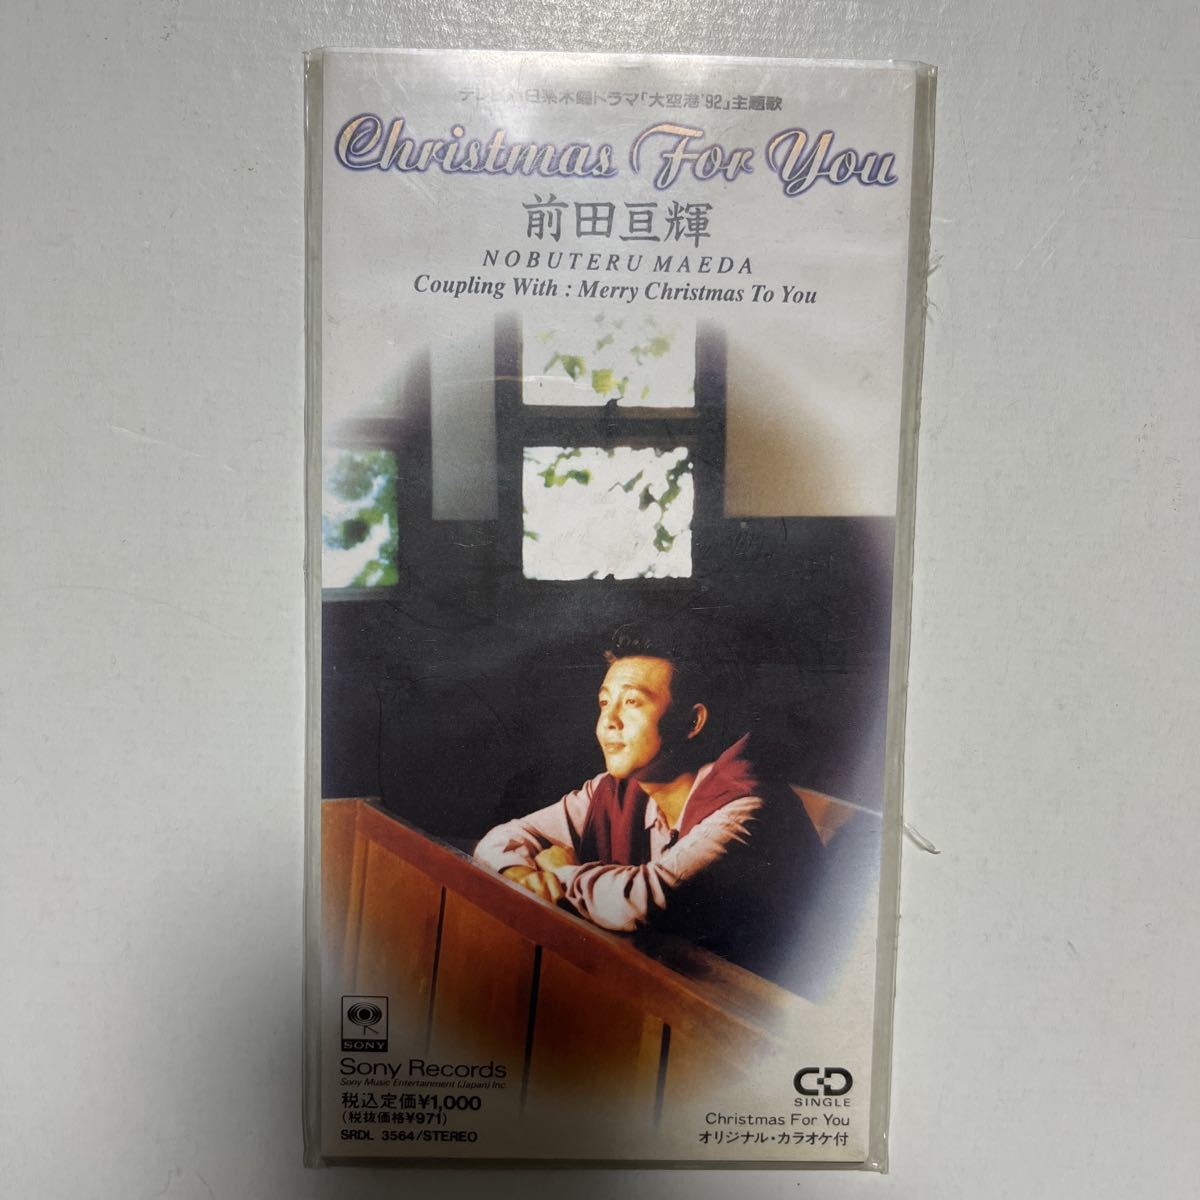 テレビ朝日系木曜ドラマ「大空港'92」主題歌
Christmas For You
前田亘輝
NOBUTERU MAEDA
Coupling With : Merry Christmas To You
SONY
Sony Records
Sony Music Entertainment (Japan) Inc.
税込定価¥1,000
(税抜価格¥971)
SRDL 3564/STEREO
CD
SINGLE
Christmas For You
オリジナル・カラオケ付